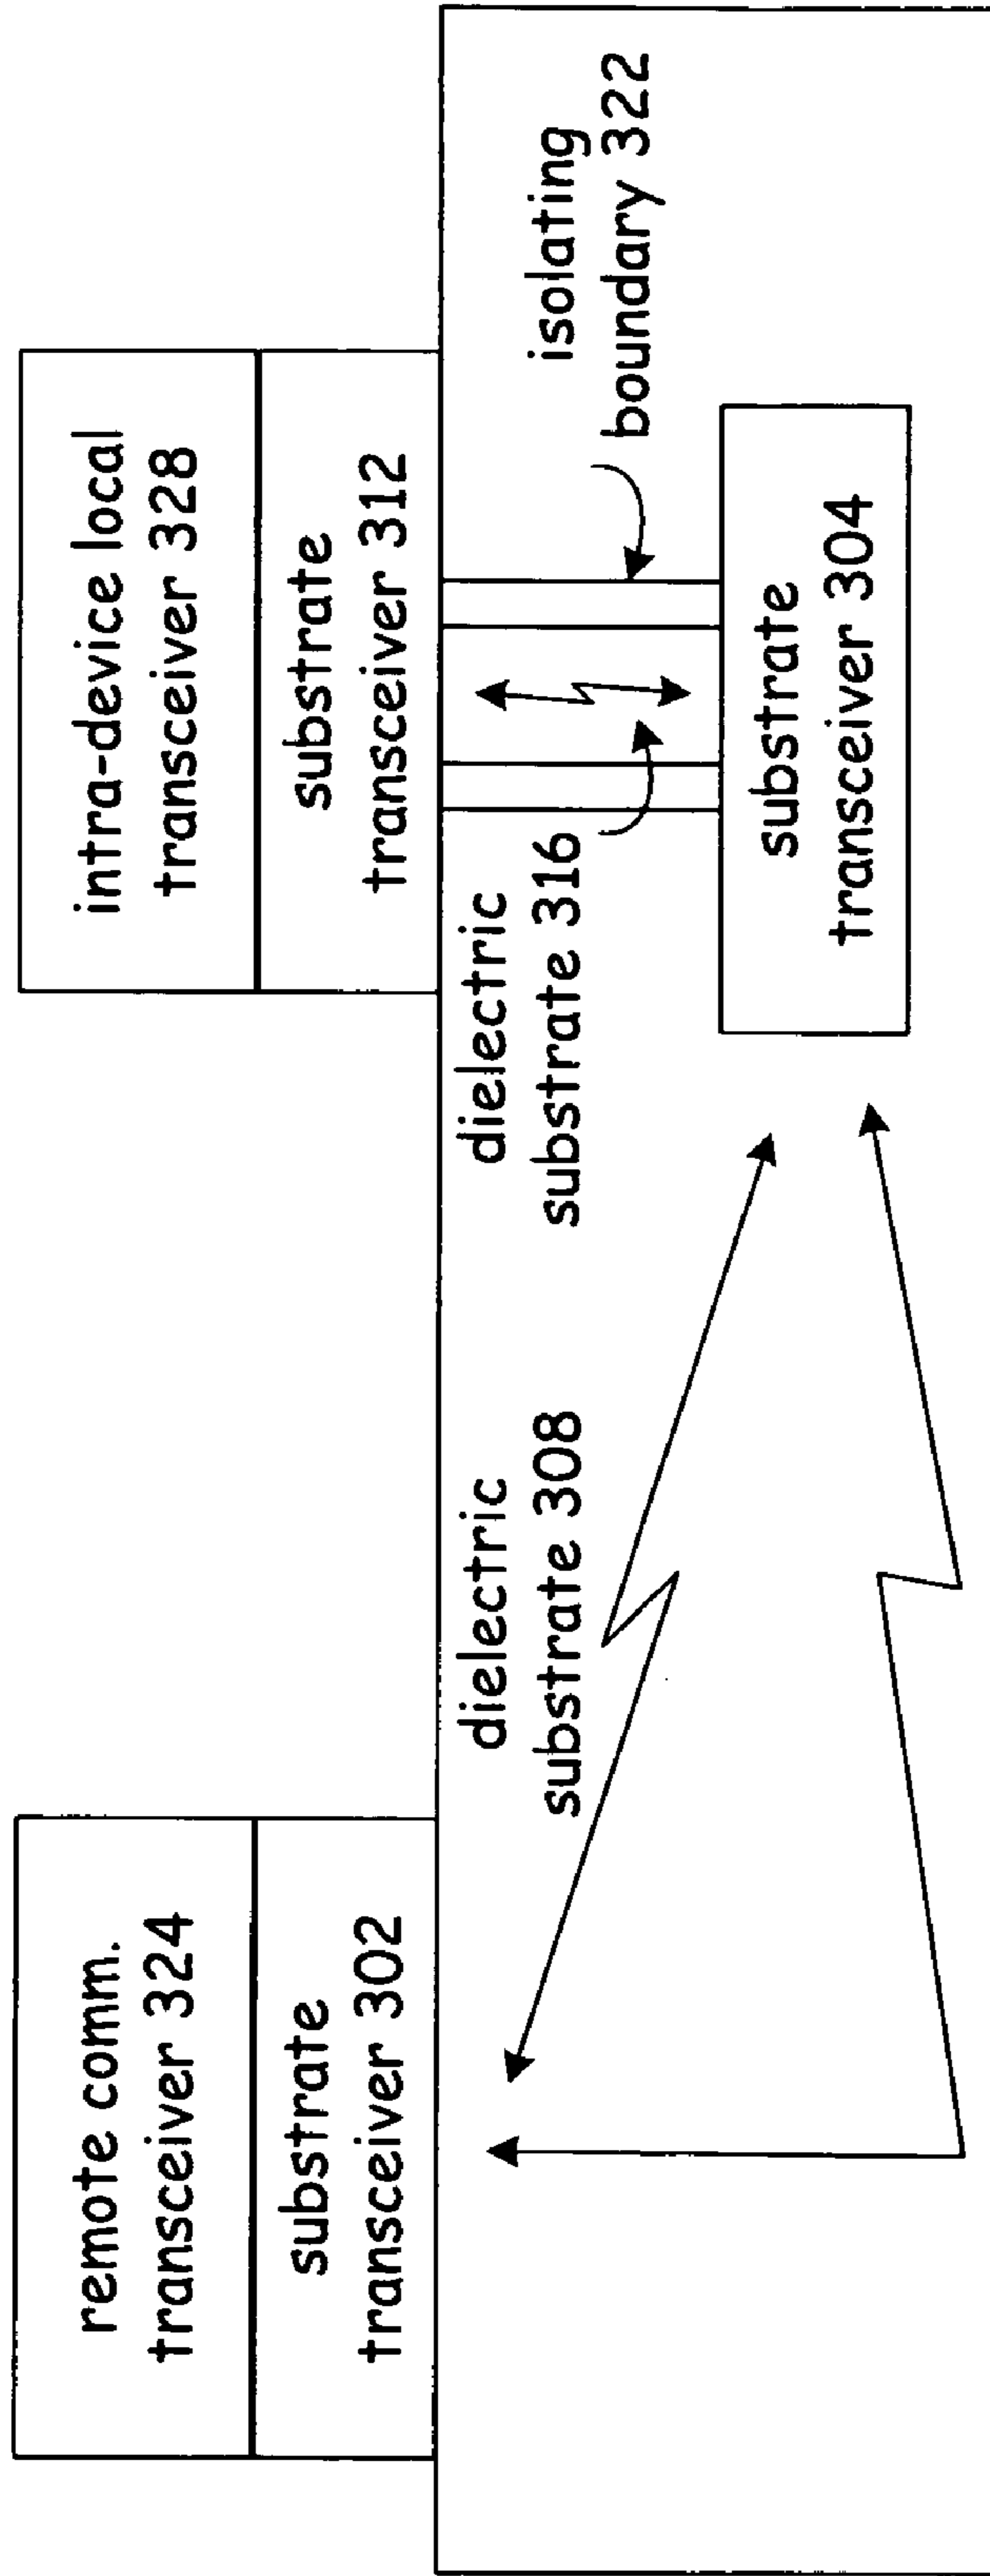 remote comm.
transceiver 324
substrate
transceiver 302
intra-device local
transceiver 328
substrate
transceiver 312
dielectric
substrate 308
dielectric
substrate 316
isolating
boundary 322
substrate
transceiver 304